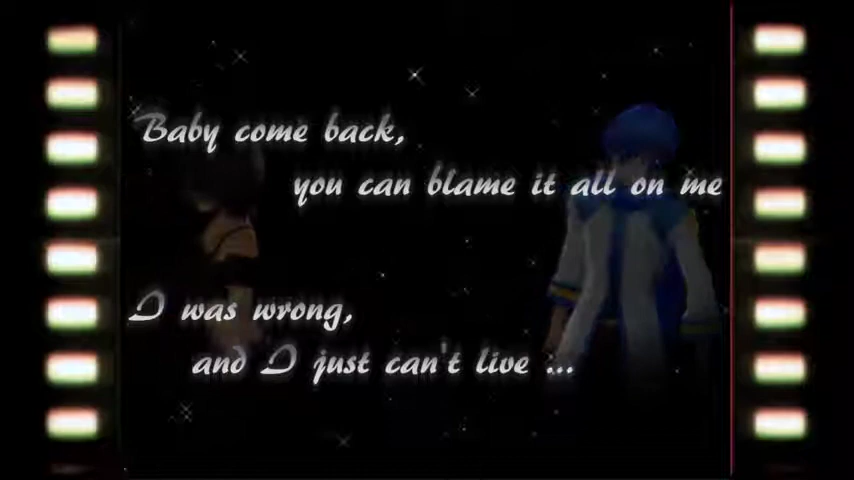 Baby come back,
you can blame it all on me
I was wrong,
and I just can't live ...